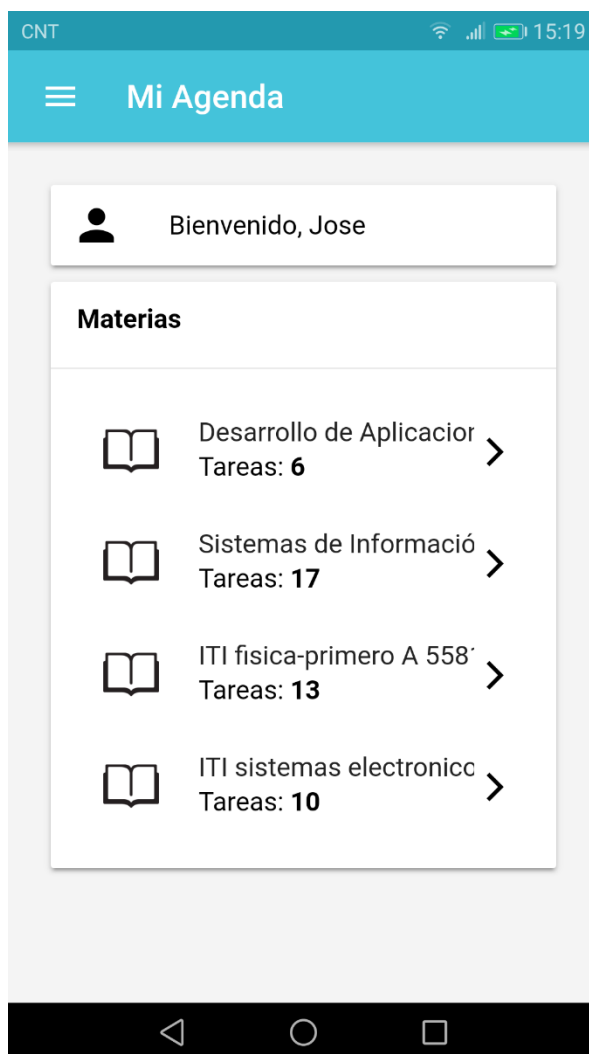 CNT 15:19
Mi Agenda
Bienvenido, Jose
Materias
Desarrollo de Aplicacior
Tareas: 6
Sistemas de Informació
Tareas: 17
ITI fisica-primero A 558
Tareas: 13
ITI sistemas electronico
Tareas: 10